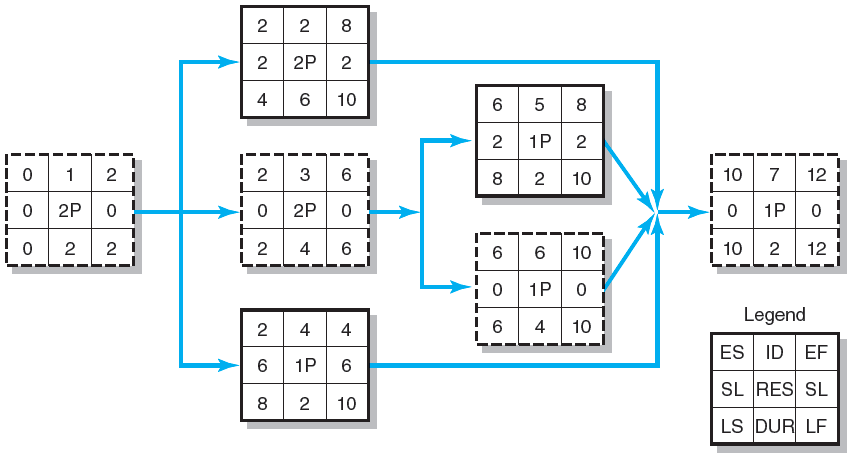 2 2 8
2 2P 2
4 6 10
6 5 8
2 1P 2
8 2 10
0 1 2
0 2P 0
0 2 2
2 3 6
0 2P 0
2 4 6
10 7 12
0 1P 0
10 2 12
6 6 10
0 1P 0
6 4 10
2 4 4
6 1P 6
8 2 10
Legend
ES ID EF
SL RES SL
LS DUR LF